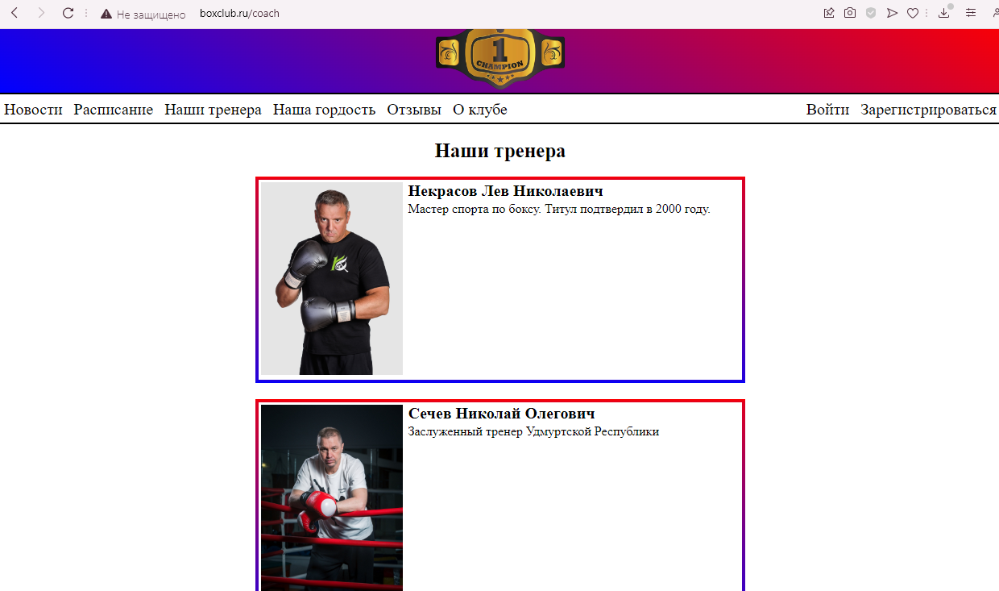 Не защищено boxclub.ru/coach
1
CHAMPION
Новости Расписание Наши тренера Наша гордость Отзывы О клубе Войти Зарегистрироваться
Наши тренера
Некрасов Лев Николаевич
Мастер спорта по боксу. Титул подтвердил в 2000 году.
Сечев Николай Олегович
Заслуженный тренер Удмуртской Республики